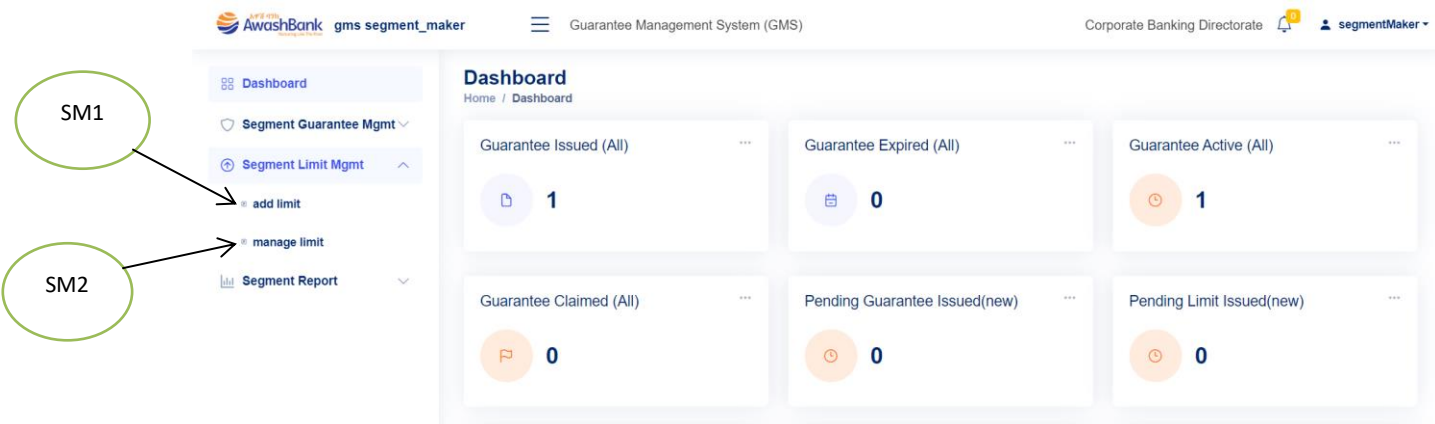 AwashBank
gms segment_maker
Guarantee Management System (GMS)
Corporate Banking Directorate
0
segmentMaker
SM1
SM2
Dashboard
Segment Guarantee Mgmt
Segment Limit Mgmt
add limit
manage limit
Segment Report
Dashboard
Home / Dashboard
Guarantee Issued (All)
...
1
Guarantee Expired (All)
...
0
Guarantee Active (All)
...
1
Guarantee Claimed (All)
...
0
Pending Guarantee Issued(new)
...
0
Pending Limit Issued(new)
...
0